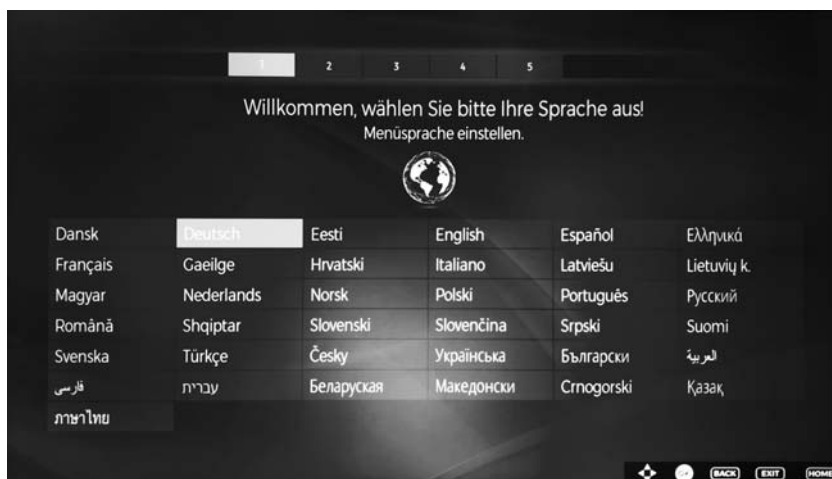 1 2 3 4 5
Willkommen, wählen Sie bitte Ihre Sprache aus!
Menüsprache einstellen.
Dansk Deutsch Eesti English Español Ελληνικά
Français Gaeilge Hrvatski Italiano Latviešu Lietuvių k.
Magyar Nederlands Norsk Polski Português Русский
Română Shqiptar Slovenski Slovenčina Srpski Suomi
Svenska Türkçe Česky Українська Български العربية
فارسی עברית Беларуская Македонски Crnogorski Қазақ
ภาษาไทย
BACK EXIT HOME